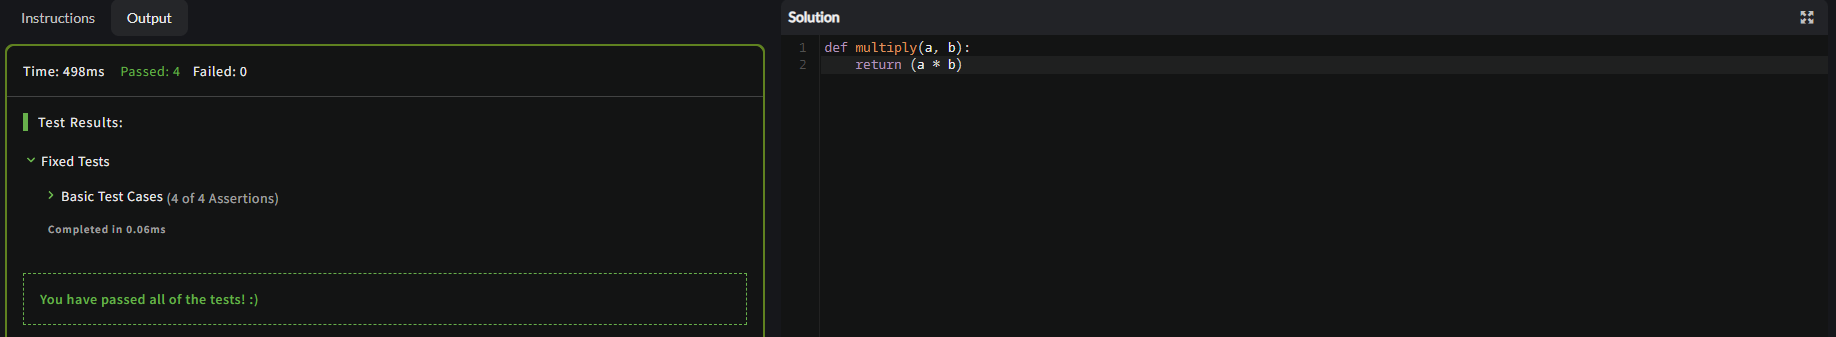 Instructions Output
Time: 498ms Passed: 4 Failed: 0
Test Results:
Fixed Tests
Basic Test Cases (4 of 4 Assertions)
Completed in 0.06ms
You have passed all of the tests! :)
Solution
1 def multiply(a, b):
2     return (a * b)